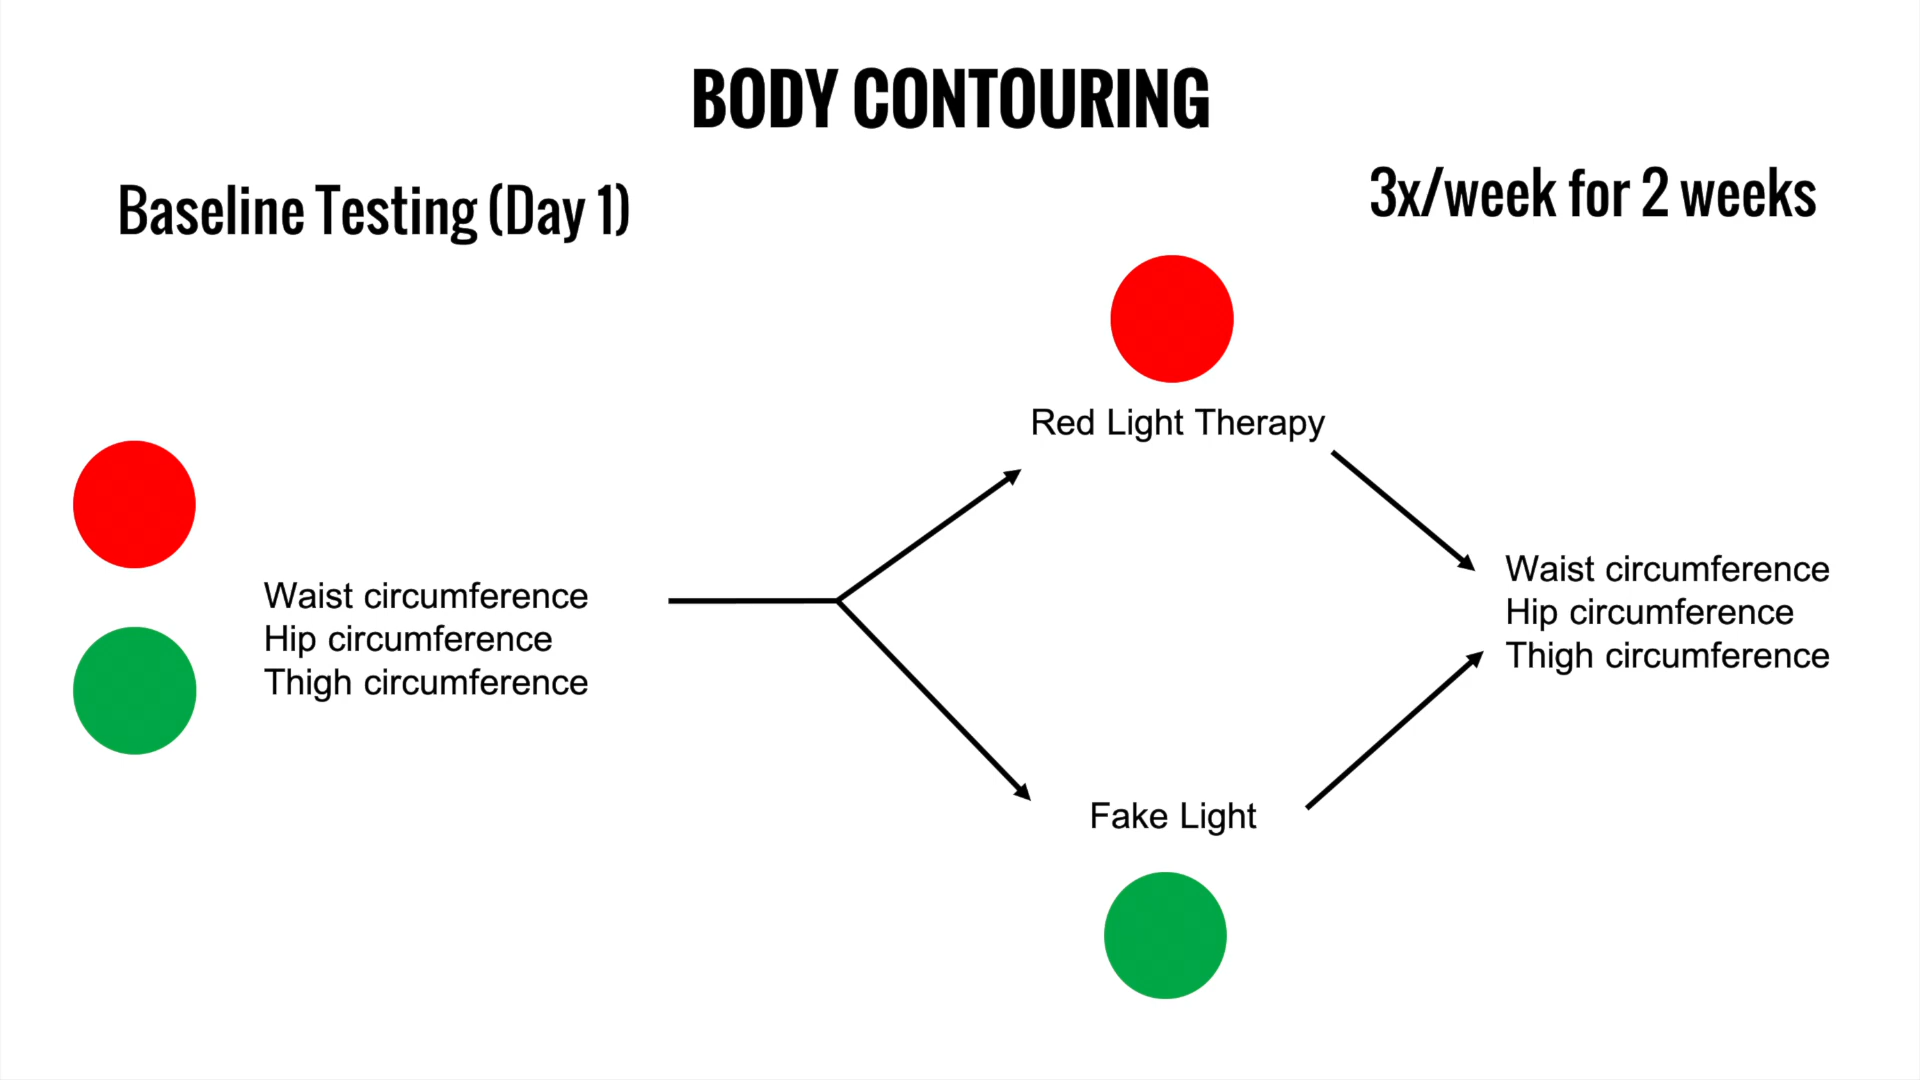 BODY CONTOURING
Baseline Testing (Day 1)
3x/week for 2 weeks
Red Light Therapy
Waist circumference
Hip circumference
Thigh circumference
Waist circumference
Hip circumference
Thigh circumference
Fake Light